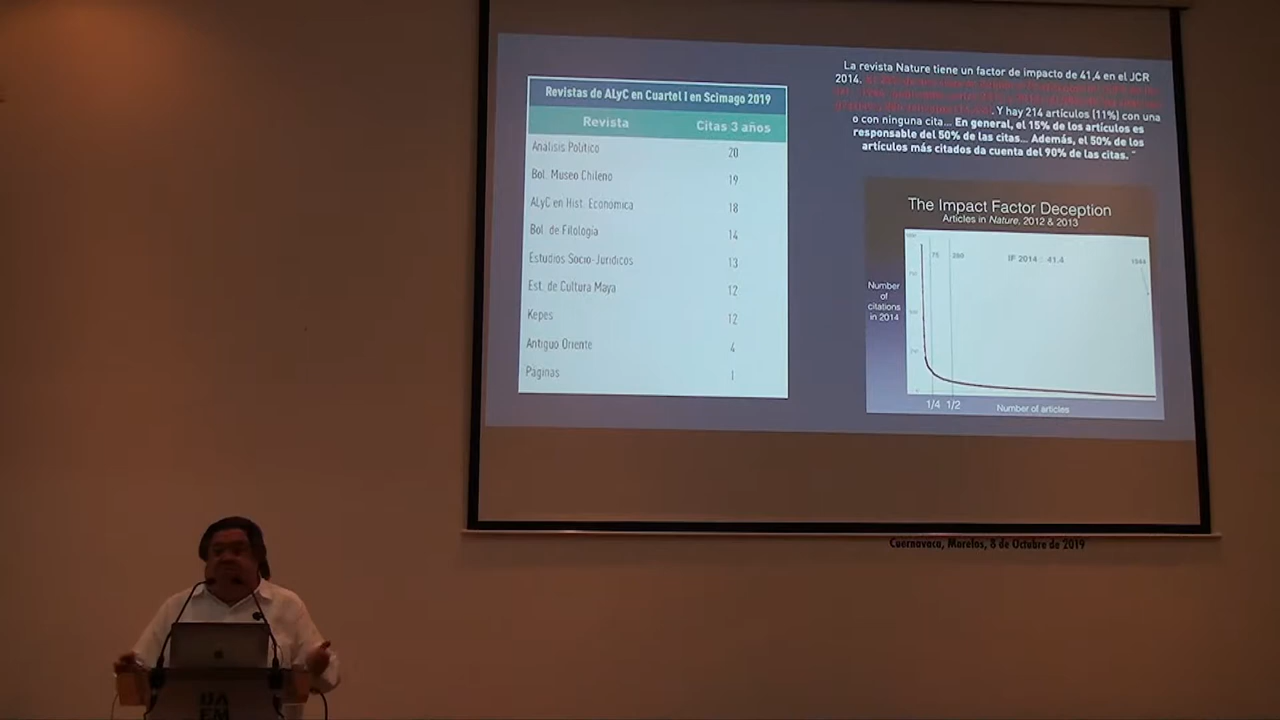 Revistas de ALyC en Cuartel I en Scimago 2019
Revista Citas 3 años
Análisis Político 20
Bol. Museo Chileno 19
ALyC en Hist. Económica 18
Bol. de Filología 14
Estudios Socio-Jurídicos 13
Est. de Cultura Maya 12
Kepes 12
Antiguo Oriente 4
Páginas 1
La revista Nature tiene un factor de impacto de 41,4 en el JCR
2014.
Y hay 214 artículos (11%) con una
o con ninguna cita... En general, el 15% de los artículos es
responsable del 50% de las citas... Además, el 50% de los
artículos más citados da cuenta del 90% de las citas. "
The Impact Factor Deception
Articles in Nature, 2012 & 2013
75 280 IF 2014 : 41.4 1944
Number
of
citations
in 2014
1/4 1/2 Number of articles
Cuernavaca, Morelos, 8 de Octubre de 2019
UA
EM